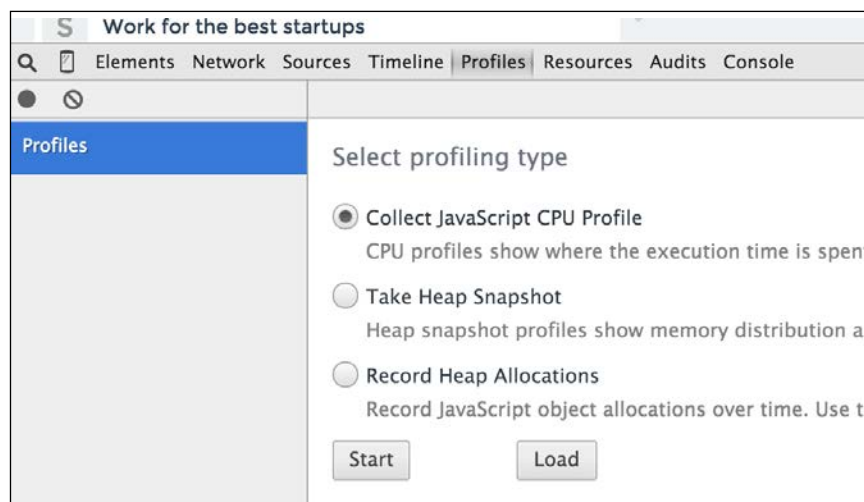 S Work for the best startups
Elements Network Sources Timeline Profiles Resources Audits Console
Profiles
Select profiling type
Collect JavaScript CPU Profile
CPU profiles show where the execution time is spen
Take Heap Snapshot
Heap snapshot profiles show memory distribution a
Record Heap Allocations
Record JavaScript object allocations over time. Use t
Start Load